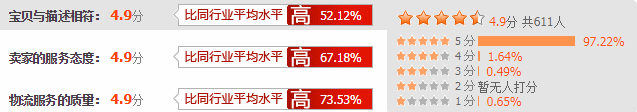 宝贝与描述相符： 4.9分 比同行业平均水平 高 52.12%
卖家的服务态度： 4.9分 比同行业平均水平 高 67.18%
物流服务的质量： 4.9分 比同行业平均水平 高 73.53%
4.9分 共611人
5分 97.22%
4分 1.64%
3分 0.49%
2分 暂无人打分
1分 0.65%